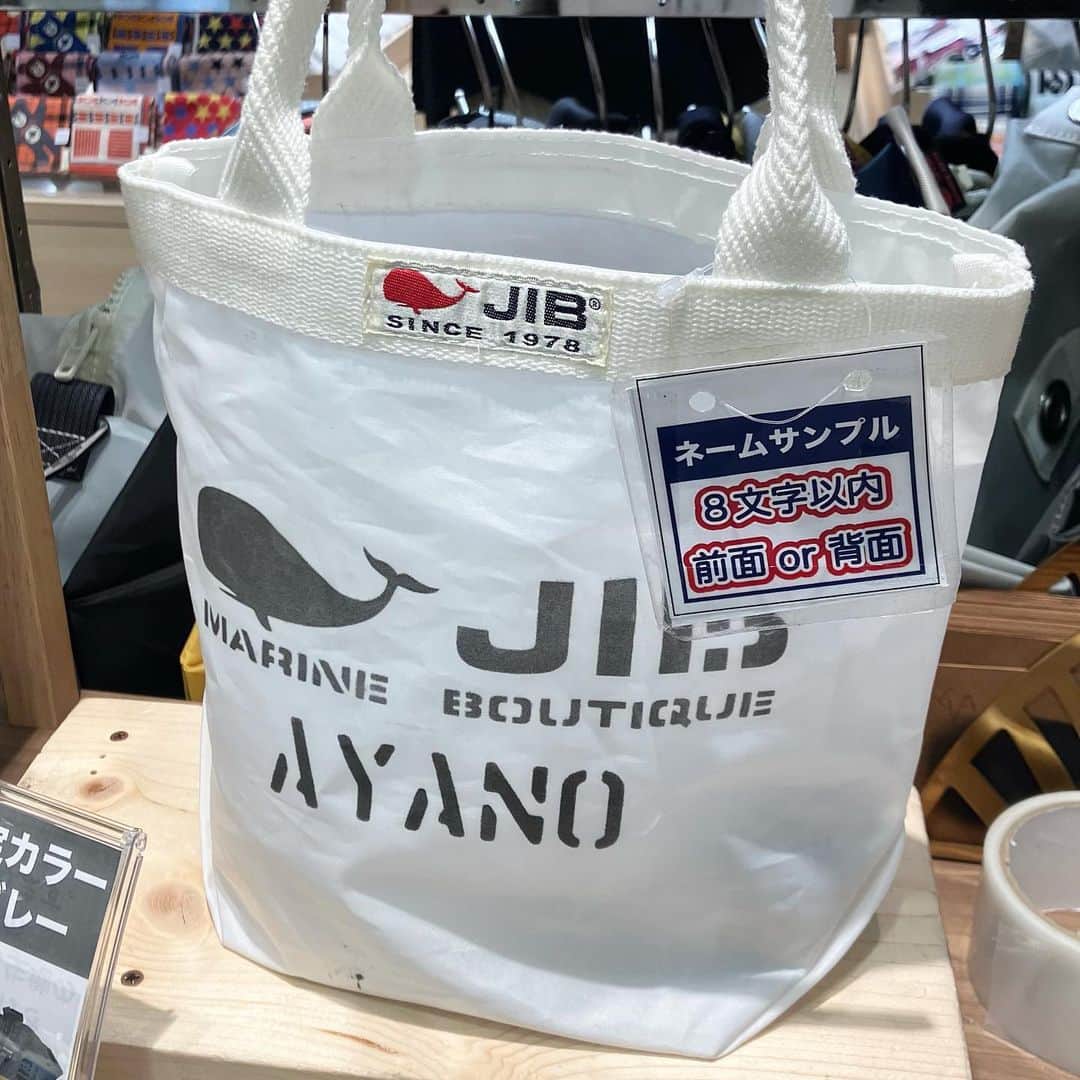 JIB®
SINCE 1978
ネームサンプル
8文字以内
前面 or 背面
JIB
MARINE BOUTIQUE
AYANO
カラー
グレー